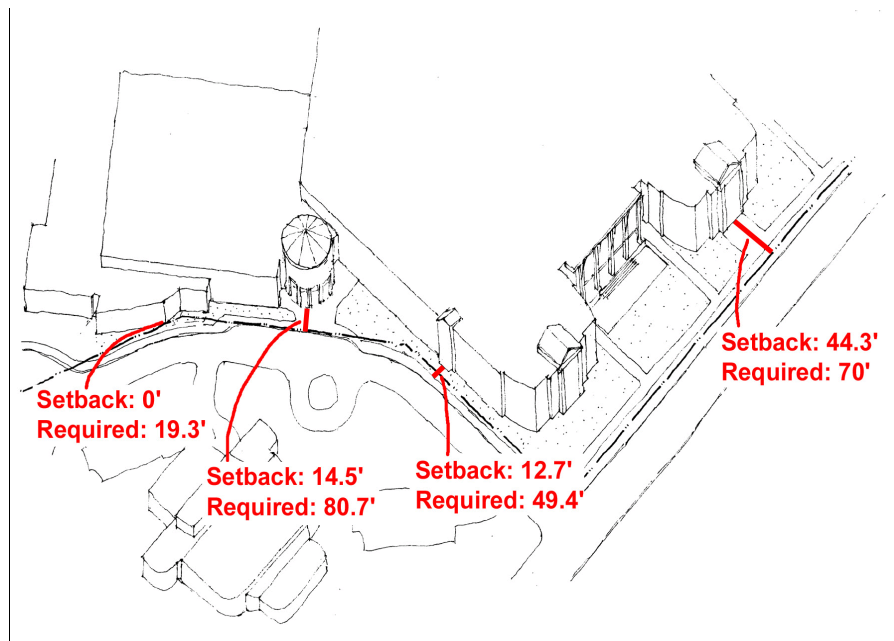 Setback: 44.3'
Required: 70'
Setback: 0'
Required: 19.3'
Setback: 14.5'
Required: 80.7'
Setback: 12.7'
Required: 49.4'